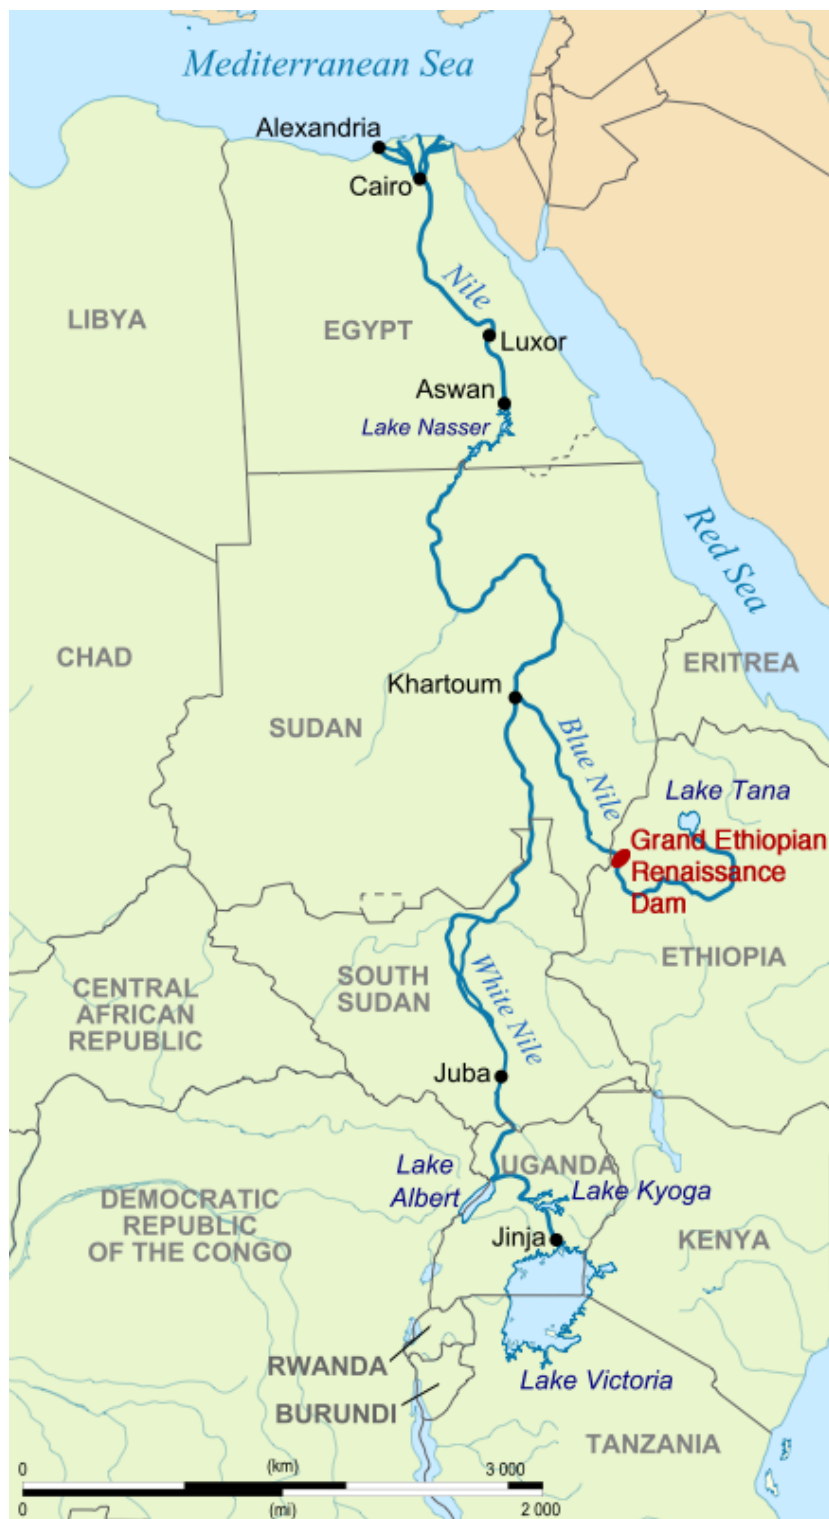 Mediterranean Sea
Alexandria
Cairo
Nile
LIBYA
EGYPT
Luxor
Aswan
Lake Nasser
Red Sea
CHAD
ERITREA
Khartoum
SUDAN
Blue Nile
Lake Tana
Grand Ethiopian
Renaissance
Dam
ETHIOPIA
SOUTH
SUDAN
White Nile
CENTRAL
AFRICAN
REPUBLIC
Juba
Lake
Albert
UGANDA
Lake Kyoga
DEMOCRATIC
REPUBLIC
OF THE CONGO
Jinja
KENYA
RWANDA
Lake Victoria
BURUNDI
TANZANIA
0 (km) 3 000
0 (mi) 2 000